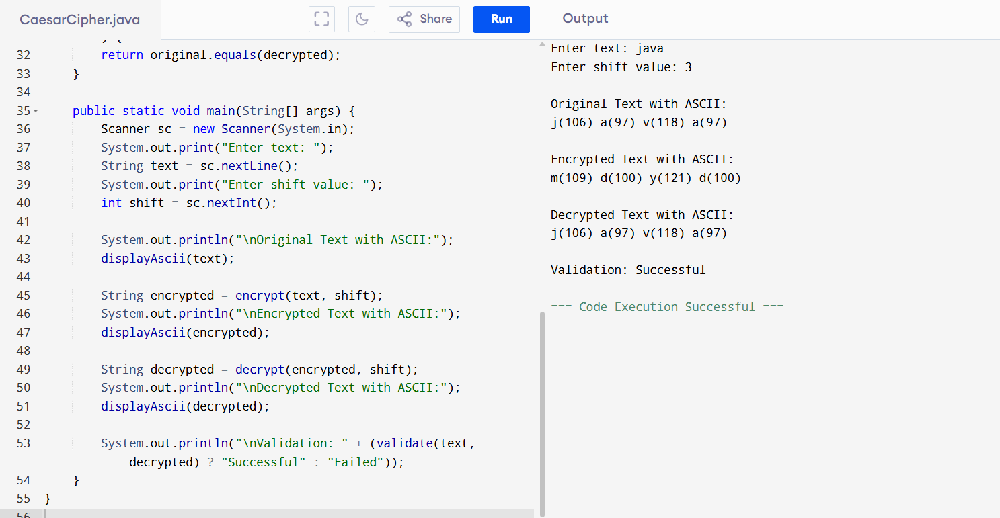 CaesarCipher.java
Share
Run
Output
32 return original.equals(decrypted);
33 }
34
35 public static void main(String[] args) {
36 Scanner sc = new Scanner(System.in);
37 System.out.print("Enter text: ");
38 String text = sc.nextLine();
39 System.out.print("Enter shift value: ");
40 int shift = sc.nextInt();
41
42 System.out.println("\nOriginal Text with ASCII:");
43 displayAscii(text);
44
45 String encrypted = encrypt(text, shift);
46 System.out.println("\nEncrypted Text with ASCII:");
47 displayAscii(encrypted);
48
49 String decrypted = decrypt(encrypted, shift);
50 System.out.println("\nDecrypted Text with ASCII:");
51 displayAscii(decrypted);
52
53 System.out.println("\nValidation: " + (validate(text,
decrypted) ? "Successful" : "Failed"));
54 }
55 }
56
Enter text: java
Enter shift value: 3
Original Text with ASCII:
j(106) a(97) v(118) a(97)
Encrypted Text with ASCII:
m(109) d(100) y(121) d(100)
Decrypted Text with ASCII:
j(106) a(97) v(118) a(97)
Validation: Successful
=== Code Execution Successful ===